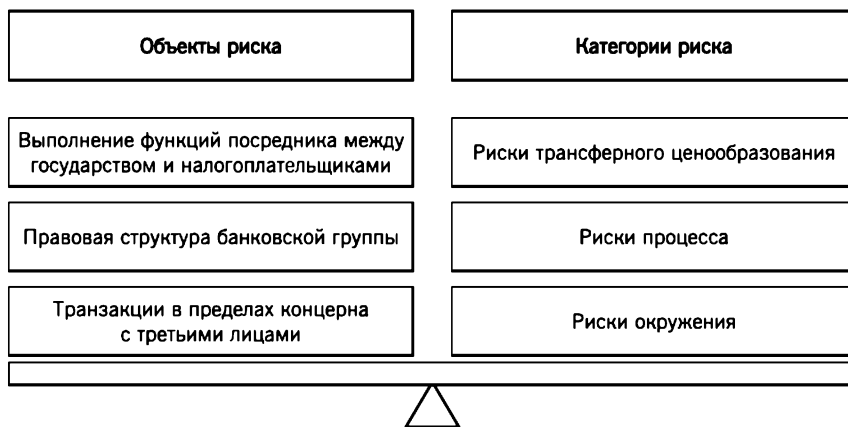 Объекты риска
Категории риска
Выполнение функций посредника между
государством и налогоплательщиками
Риски трансферного ценообразования
Правовая структура банковской группы
Риски процесса
Транзакции в пределах концерна
с третьими лицами
Риски окружения